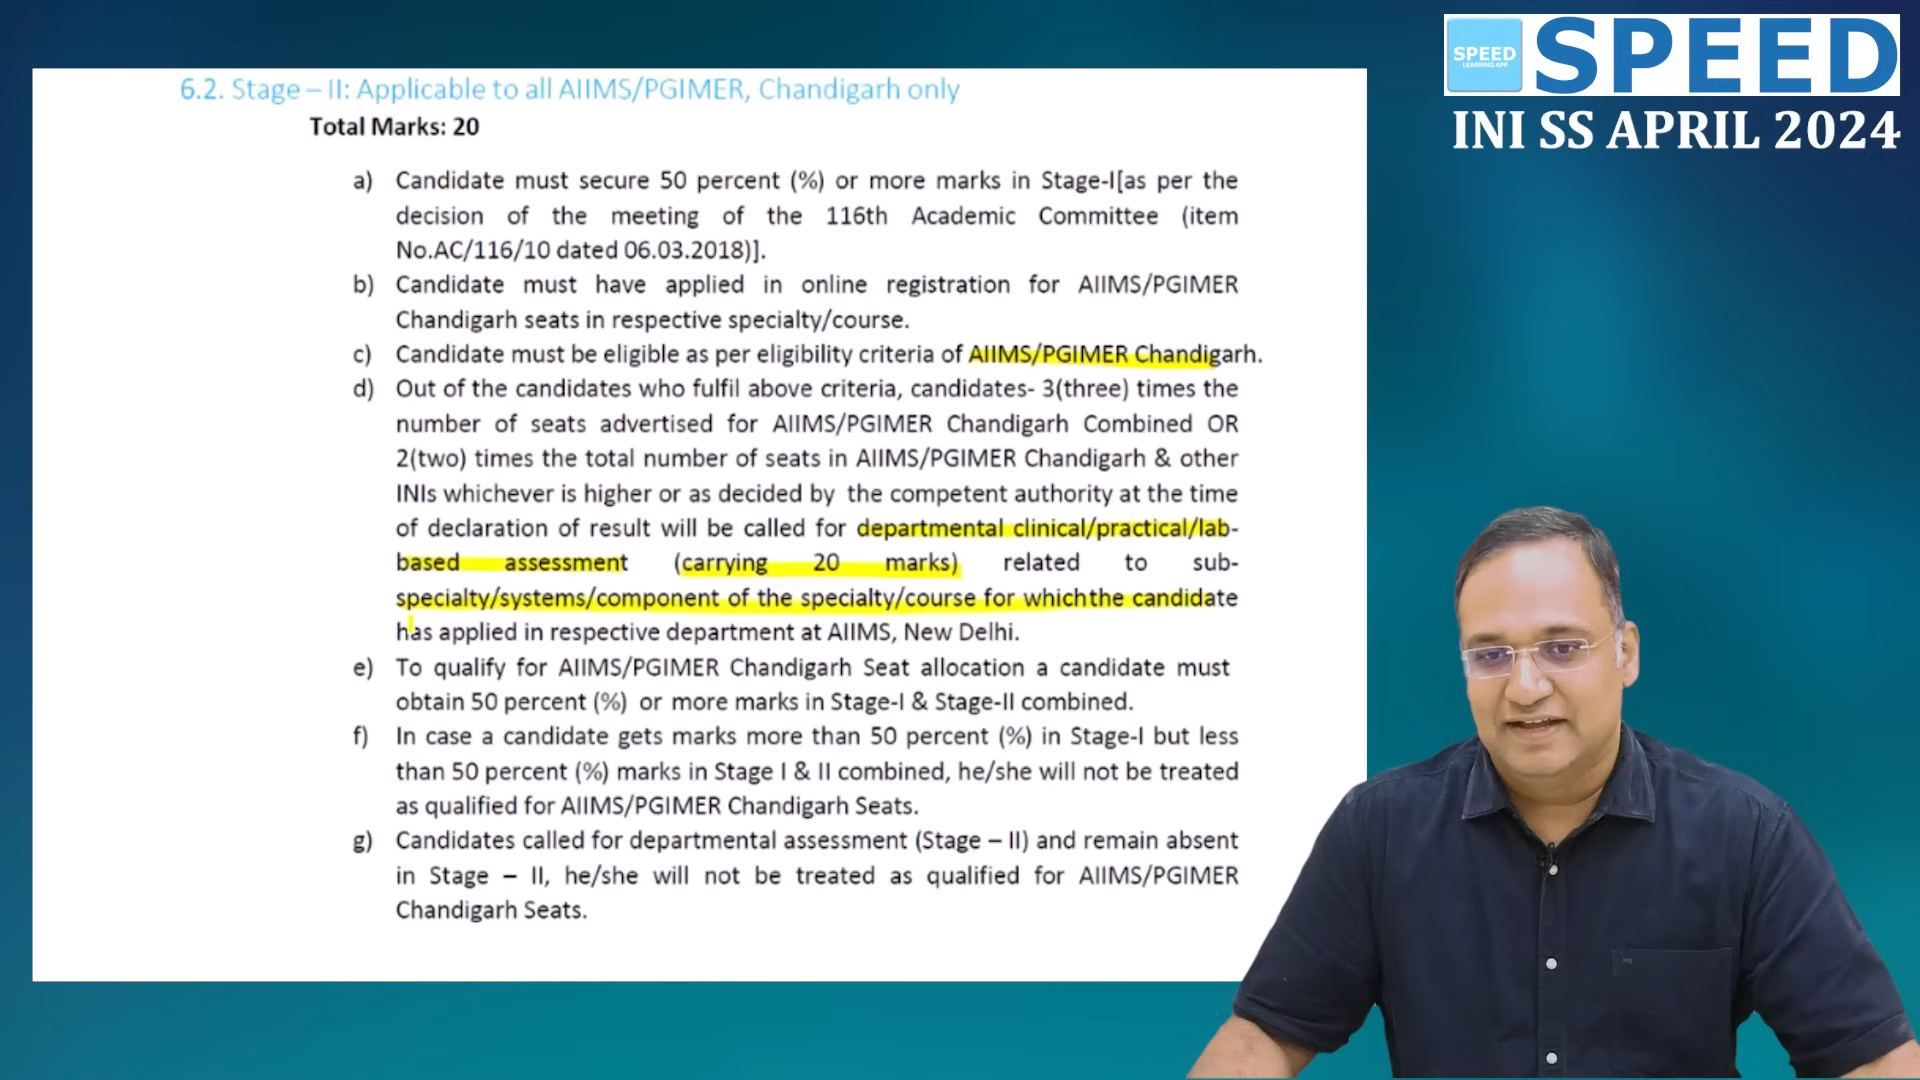 SPEED
LEARNING APP
SPEED
INI SS APRIL 2024
6.2. Stage – II: Applicable to all AIIMS/PGIMER, Chandigarh only
Total Marks: 20
a) Candidate must secure 50 percent (%) or more marks in Stage-I[as per the
decision of the meeting of the 116th Academic Committee (item
No.AC/116/10 dated 06.03.2018)].
b) Candidate must have applied in online registration for AIIMS/PGIMER
Chandigarh seats in respective specialty/course.
c) Candidate must be eligible as per eligibility criteria of AIIMS/PGIMER Chandigarh.
d) Out of the candidates who fulfil above criteria, candidates- 3(three) times the
number of seats advertised for AIIMS/PGIMER Chandigarh Combined OR
2(two) times the total number of seats in AIIMS/PGIMER Chandigarh & other
INIs whichever is higher or as decided by the competent authority at the time
of declaration of result will be called for departmental clinical/practical/lab-
based assessment (carrying 20 marks) related to sub-
specialty/systems/component of the specialty/course for which the candidate
has applied in respective department at AIIMS, New Delhi.
e) To qualify for AIIMS/PGIMER Chandigarh Seat allocation a candidate must
obtain 50 percent (%) or more marks in Stage-I & Stage-II combined.
f) In case a candidate gets marks more than 50 percent (%) in Stage-I but less
than 50 percent (%) marks in Stage I & II combined, he/she will not be treated
as qualified for AIIMS/PGIMER Chandigarh Seats.
g) Candidates called for departmental assessment (Stage – II) and remain absent
in Stage – II, he/she will not be treated as qualified for AIIMS/PGIMER
Chandigarh Seats.